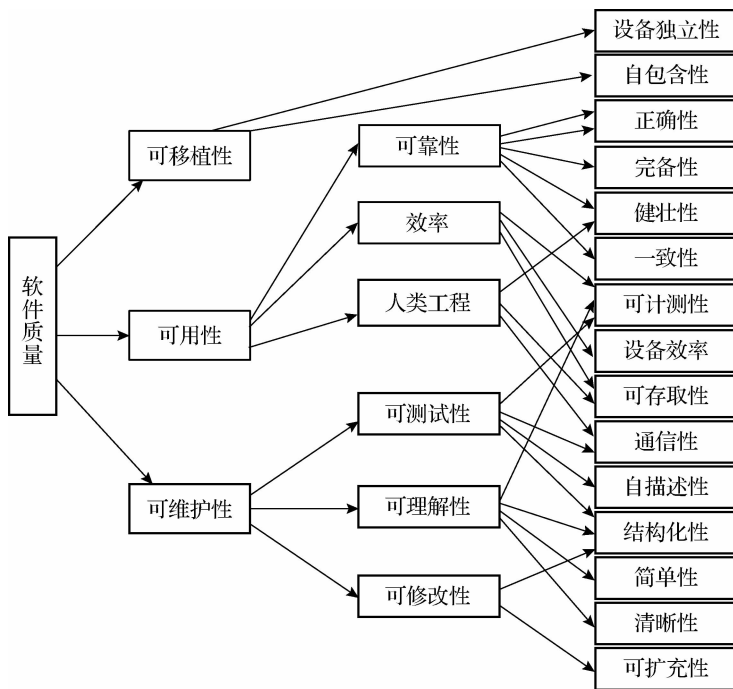 软件质量
可移植性
可用性
可维护性
可靠性
效率
人类工程
可测试性
可理解性
可修改性
设备独立性
自包含性
正确性
完备性
健壮性
一致性
可计测性
设备效率
可存取性
通信性
自描述性
结构化性
简单性
清晰性
可扩充性